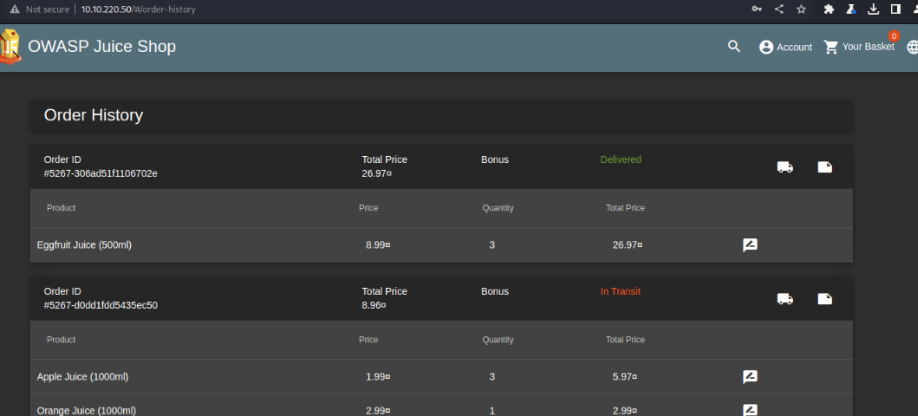 Not secure 10.10.220.50/#/order-history
OWASP Juice Shop Account Your Basket 0
Order History
Order ID Total Price Bonus Delivered
#5267-306ad51f1106702e 26.97¤
Product Price Quantity Total Price
Eggfruit Juice (500ml) 8.99¤ 3 26.97¤
Order ID Total Price Bonus In Transit
#5267-d0dd1fdd5435ec50 8.96¤
Product Price Quantity Total Price
Apple Juice (1000ml) 1.99¤ 3 5.97¤
Orange Juice (1000ml) 2.99¤ 1 2.99¤